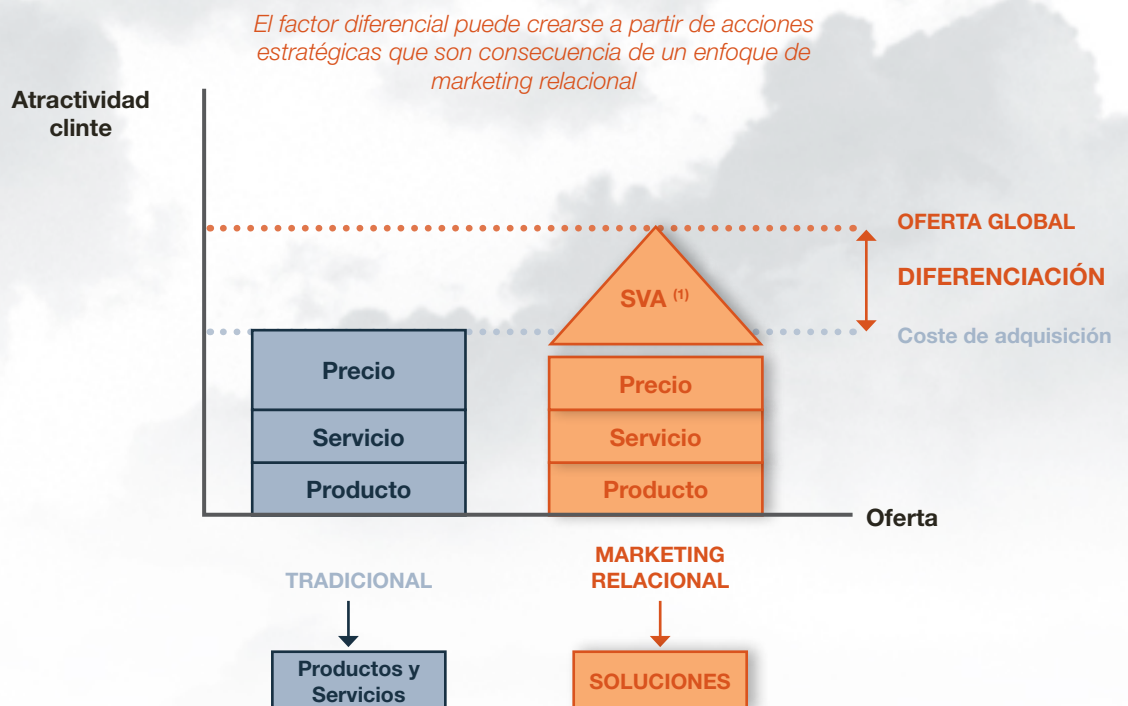 El factor diferencial puede crearse a partir de acciones
estratégicas que son consecuencia de un enfoque de
marketing relacional
Atractividad
clinte
OFERTA GLOBAL
DIFERENCIACIÓN
Coste de adquisición
SVA (1)
Precio
Servicio
Producto
Precio
Servicio
Producto
Oferta
TRADICIONAL
MARKETING
RELACIONAL
Productos y
Servicios
SOLUCIONES